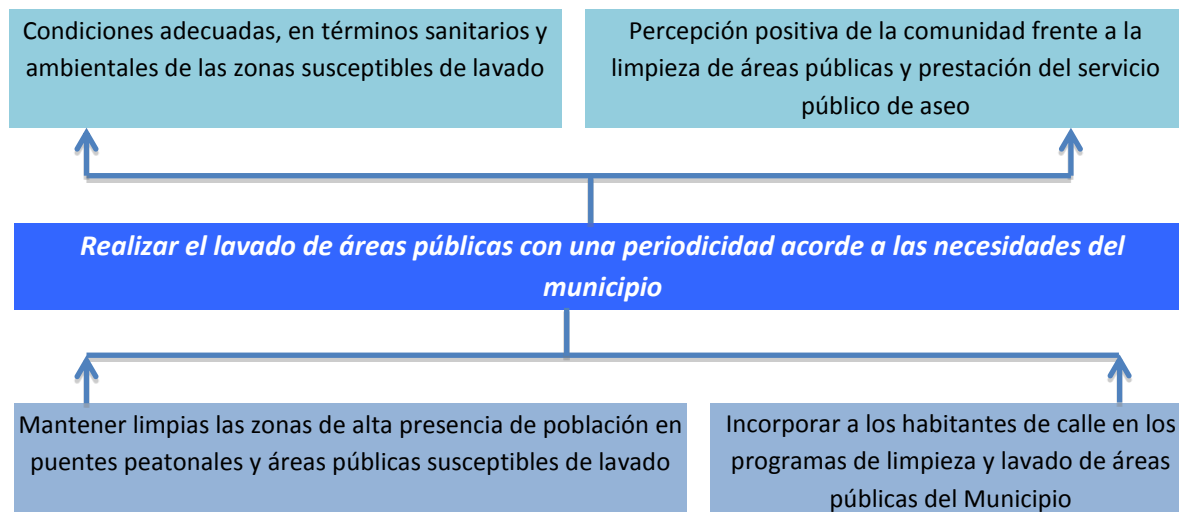 Condiciones adecuadas, en términos sanitarios y
ambientales de las zonas susceptibles de lavado
Percepción positiva de la comunidad frente a la
limpieza de áreas públicas y prestación del servicio
público de aseo
Realizar el lavado de áreas públicas con una periodicidad acorde a las necesidades del
municipio
Mantener limpias las zonas de alta presencia de población en
puentes peatonales y áreas públicas susceptibles de lavado
Incorporar a los habitantes de calle en los
programas de limpieza y lavado de áreas
públicas del Municipio